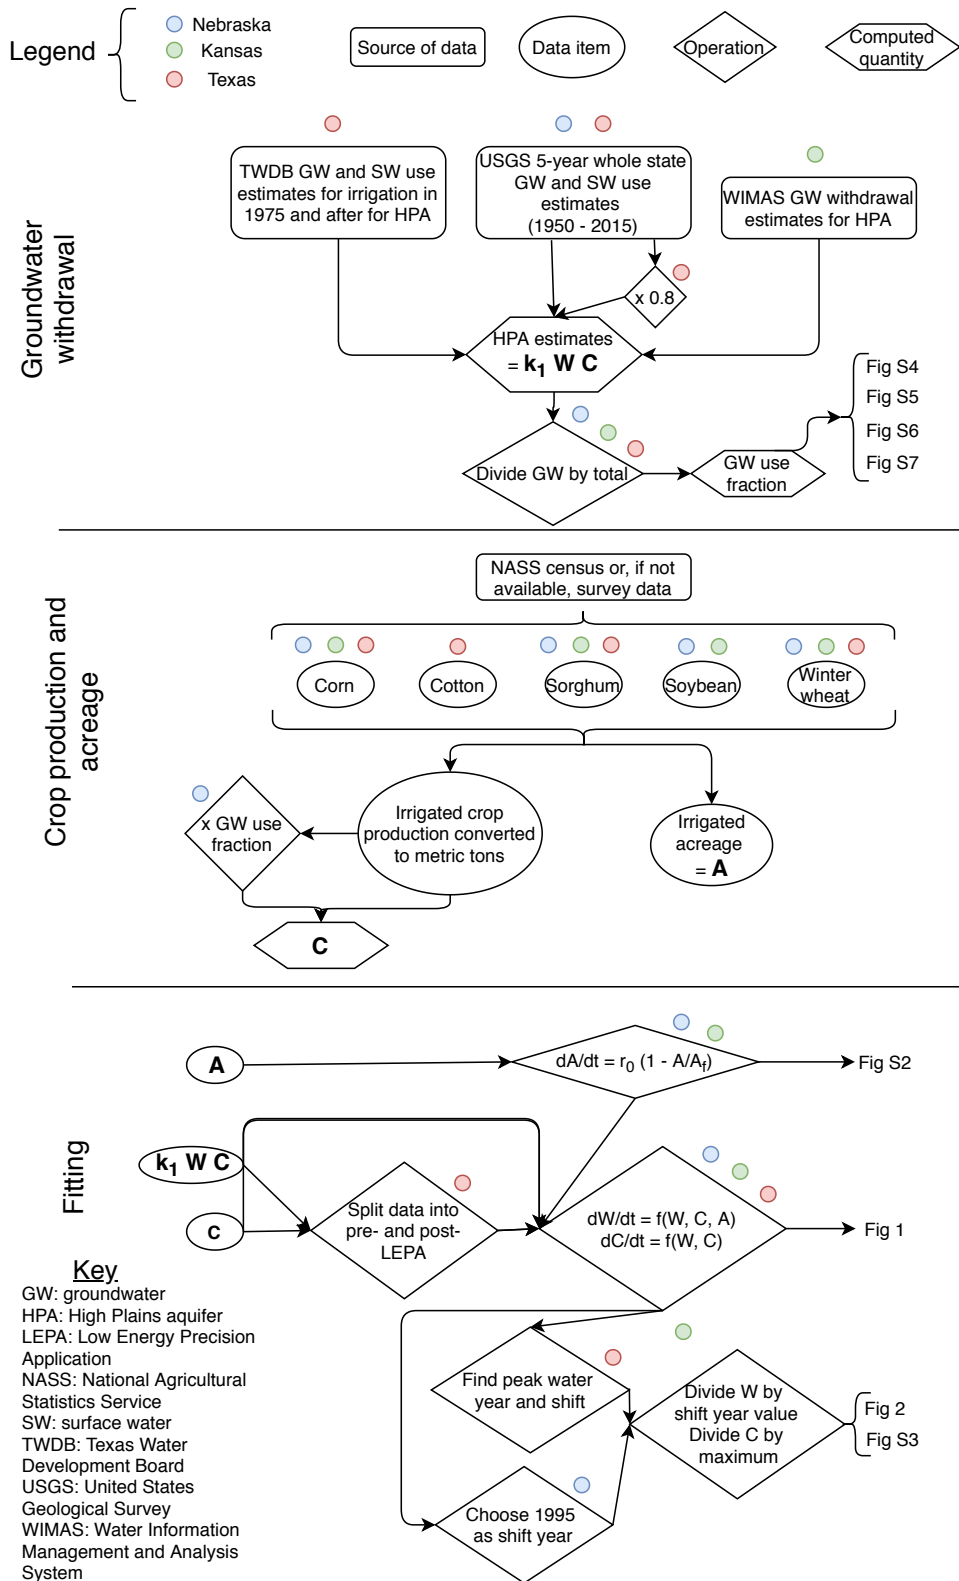 Legend
Nebraska
Kansas
Texas
Source of data
Data item
Operation
Computed
quantity
Groundwater
withdrawal
TWDB GW and SW use
estimates for irrigation in
1975 and after for HPA
USGS 5-year whole state
GW and SW use
estimates
(1950 - 2015)
WIMAS GW withdrawal
estimates for HPA
x 0.8
HPA estimates
= k₁ W C
Divide GW by total
GW use
fraction
Fig S4
Fig S5
Fig S6
Fig S7
Crop production and
acreage
NASS census or, if not
available, survey data
Corn
Cotton
Sorghum
Soybean
Winter
wheat
x GW use
fraction
Irrigated crop
production converted
to metric tons
Irrigated
acreage
= A
C
Fitting
A
dA/dt = r₀ (1 - A/A_f)
Fig S2
k₁ W C
C
Split data into
pre- and post-
LEPA
dW/dt = f(W, C, A)
dC/dt = f(W, C)
Fig 1
Find peak water
year and shift
Choose 1995
as shift year
Divide W by
shift year value
Divide C by
maximum
Fig 2
Fig S3
Key
GW: groundwater
HPA: High Plains aquifer
LEPA: Low Energy Precision
Application
NASS: National Agricultural
Statistics Service
SW: surface water
TWDB: Texas Water
Development Board
USGS: United States
Geological Survey
WIMAS: Water Information
Management and Analysis
System